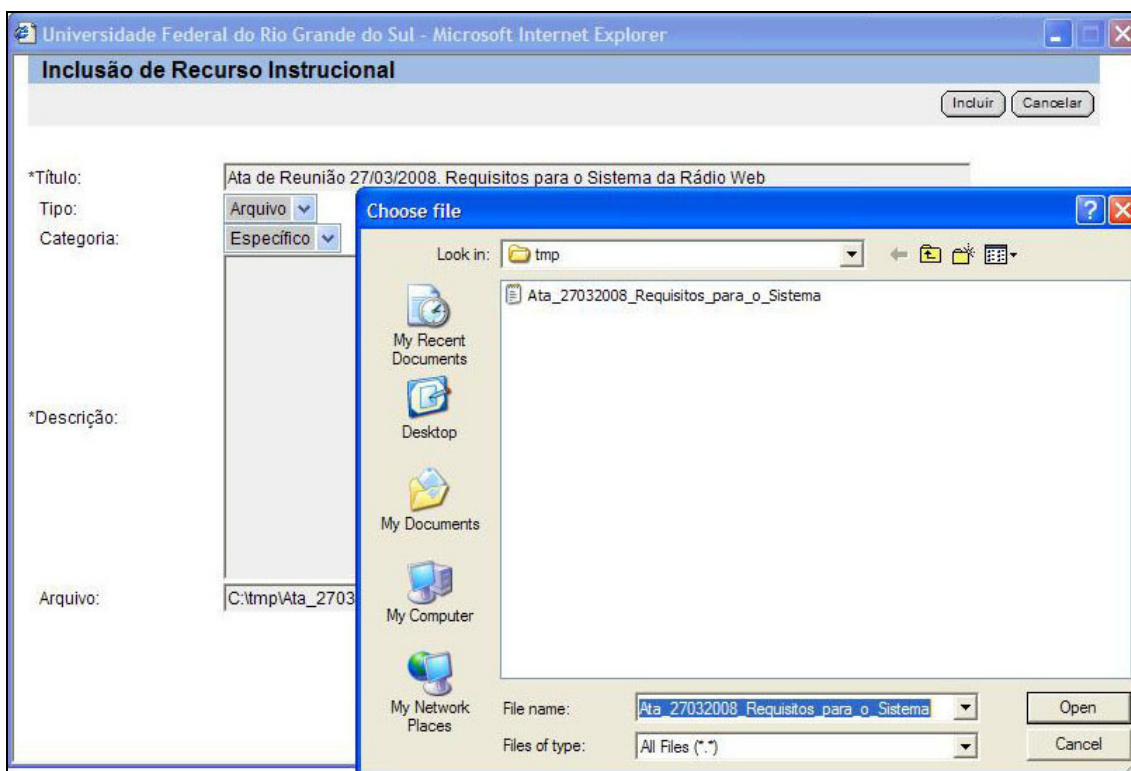 Universidade Federal do Rio Grande do Sul - Microsoft Internet Explorer
Inclusão de Recurso Instrucional
Incluir Cancelar
*Título: Ata de Reunião 27/03/2008. Requisitos para o Sistema da Rádio Web
Tipo: Arquivo
Categoria: Específico
*Descrição:
Arquivo: C:\tmp\Ata_2703
Choose file
Look in: tmp
Ata_27032008_Requisitos_para_o_Sistema
My Recent
Documents
Desktop
My Documents
My Computer
My Network
Places
File name: Ata_27032008_Requisitos_para_o_Sistema Open
Files of type: All Files (*.*) Cancel